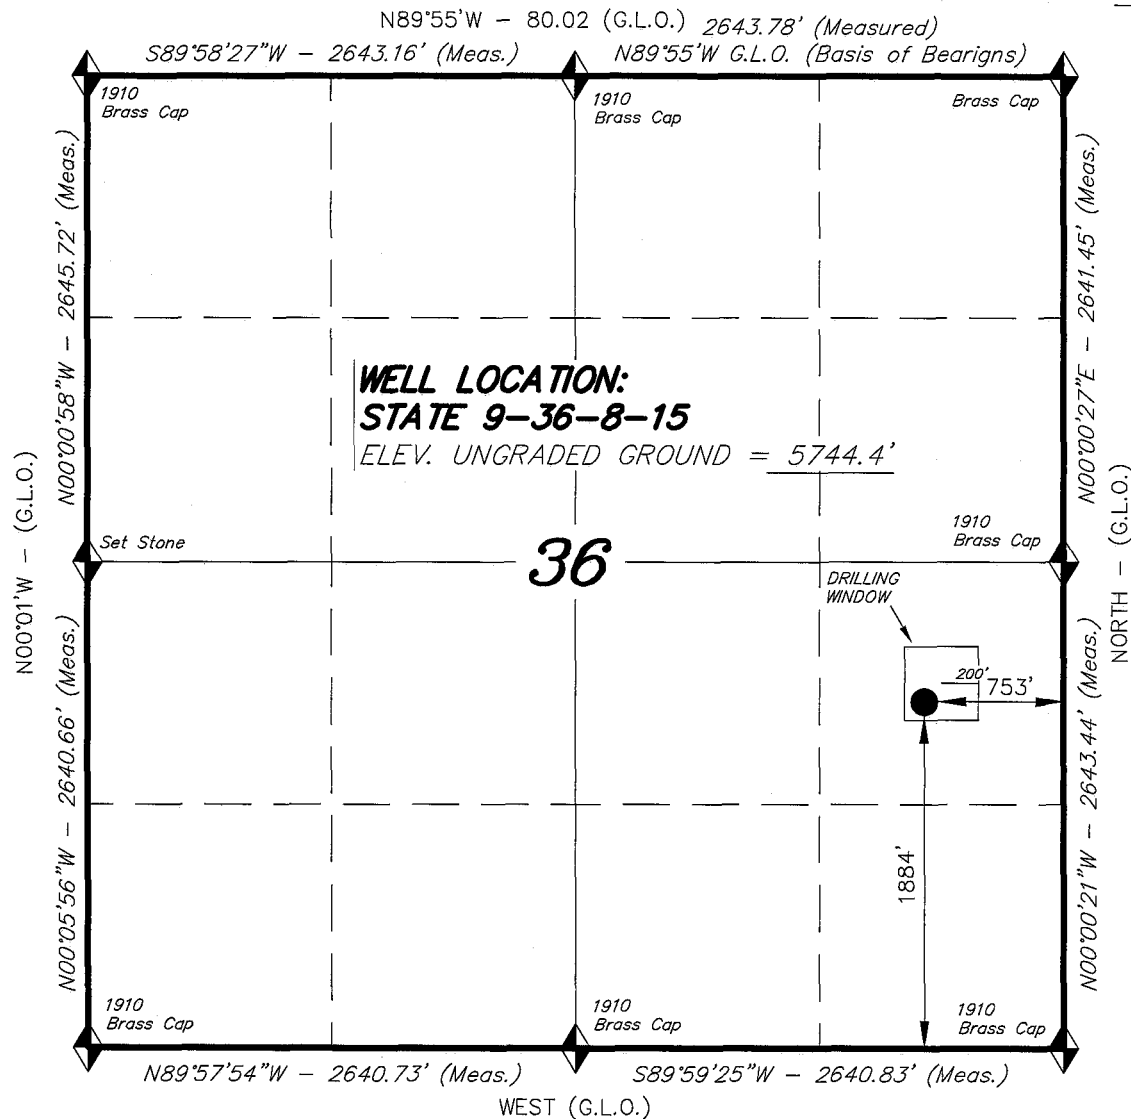 N89°55'W - 80.02 (G.L.O.) 2643.78' (Measured)
S89°58'27"W - 2643.16' (Meas.) N89°55'W G.L.O. (Basis of Bearigns)
1910
Brass Cap
1910
Brass Cap
Brass Cap
N00°00'58"W - 2645.72' (Meas.)
N00°00'27"E - 2641.45' (Meas.)
WELL LOCATION:
STATE 9-36-8-15
ELEV. UNGRADED GROUND = 5744.4'
N00°01'W - (G.L.O.)
NORTH - (G.L.O.)
Set Stone
1910
Brass Cap
36
DRILLING
WINDOW
200'
753'
1884'
N00°05'56"W - 2640.66' (Meas.)
N00°00'21"W - 2643.44' (Meas.)
1910
Brass Cap
1910
Brass Cap
1910
Brass Cap
N89°57'54"W - 2640.73' (Meas.) S89°59'25"W - 2640.83' (Meas.)
WEST (G.L.O.)